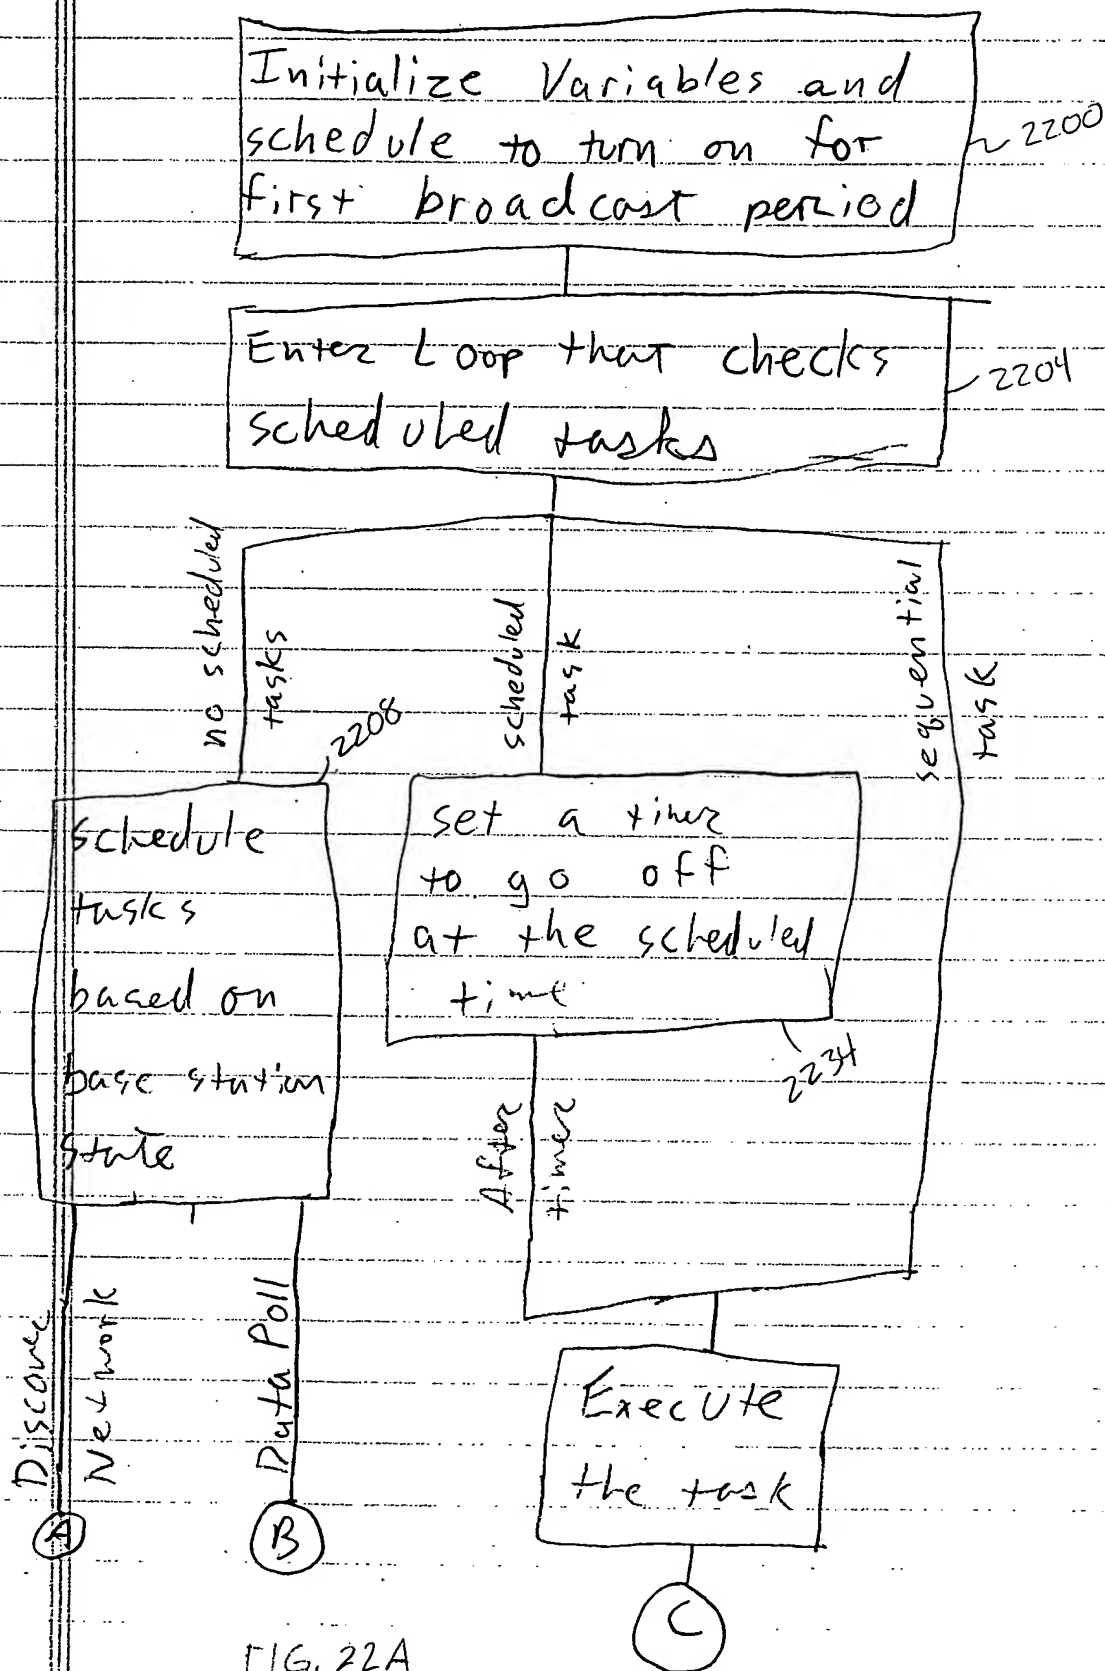 Initialize Variables and
schedule to turn on for
first broadcast period
2200
Enter Loop that checks
scheduled tasks
2204
no scheduled
tasks
scheduled
task
sequential
task
2208
schedule
tasks
based on
base station
state
set a timer
to go off
at the scheduled
time
2234
After
timer
Discover
Network
Data Poll
Execute
the task
A
B
C
FIG. 22A